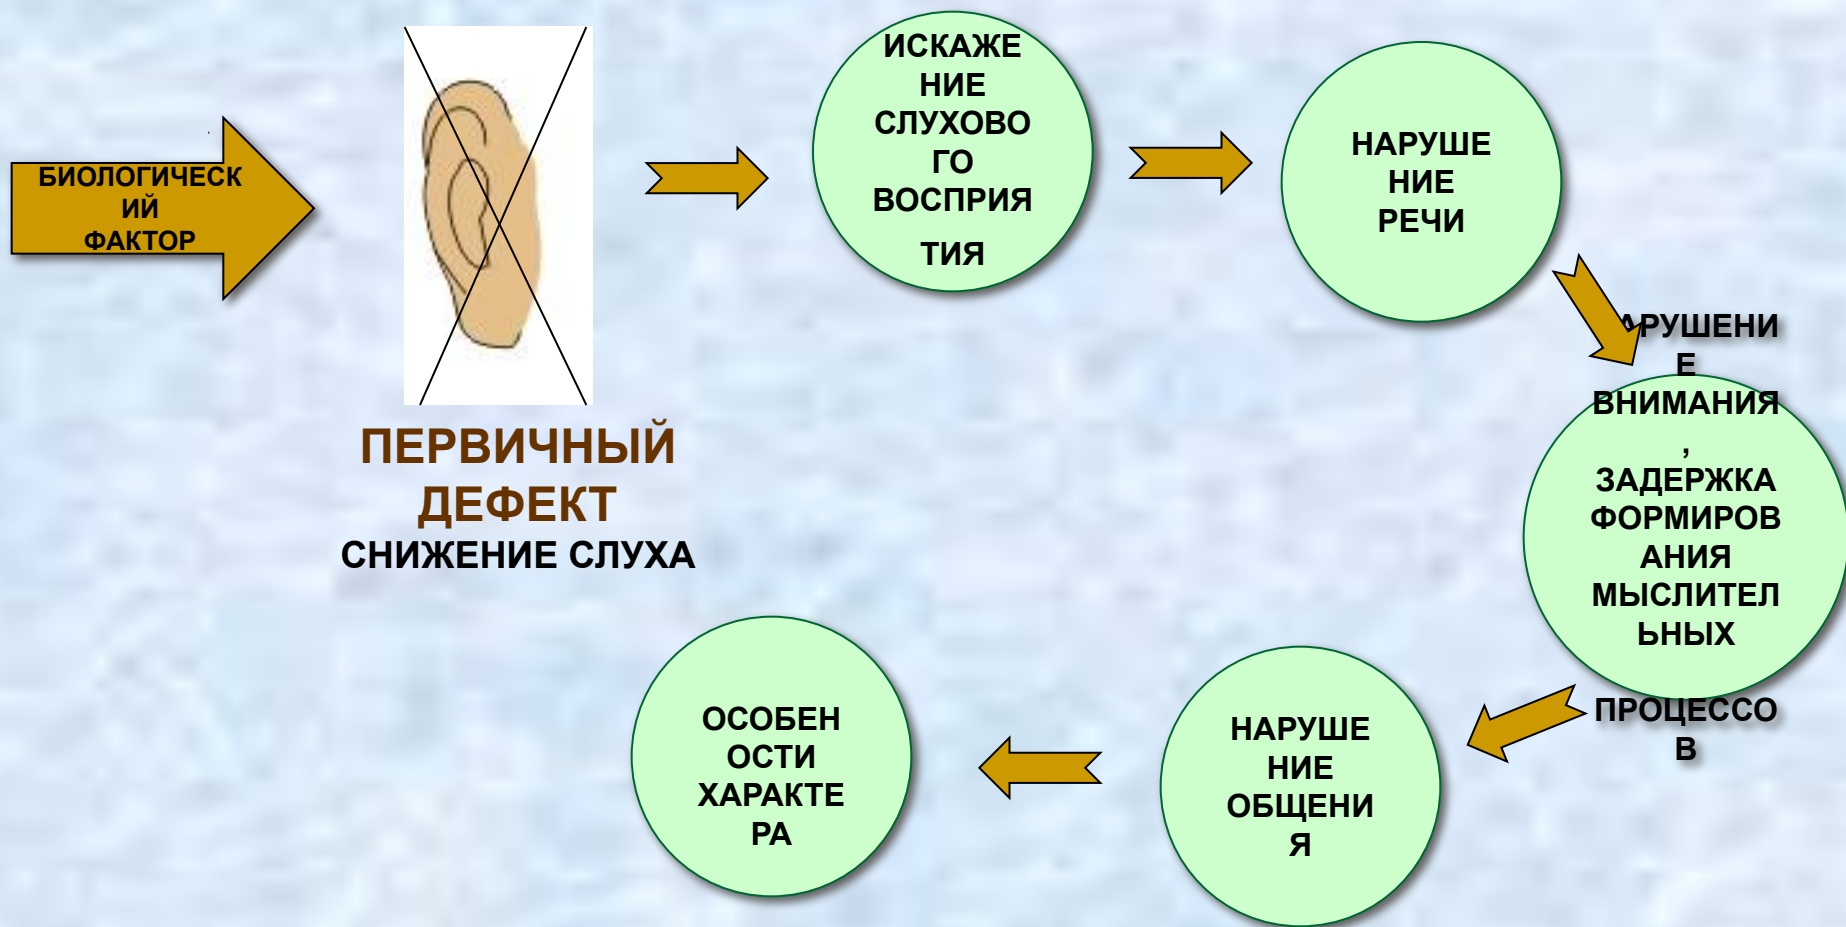 БИОЛОГИЧЕСК
ИЙ
ФАКТОР
ПЕРВИЧНЫЙ
ДЕФЕКТ
СНИЖЕНИЕ СЛУХА
ИСКАЖЕ
НИЕ
СЛУХОВО
ГО
ВОСПРИЯ
ТИЯ
НАРУШЕ
НИЕ
РЕЧИ
АРУШЕНИ
Е
ВНИМАНИЯ
,
ЗАДЕРЖКА
ФОРМИРОВ
АНИЯ
МЫСЛИТЕЛ
ЬНЫХ
ПРОЦЕССО
В
НАРУШЕ
НИЕ
ОБЩЕНИ
Я
ОСОБЕН
ОСТИ
ХАРАКТЕ
РА